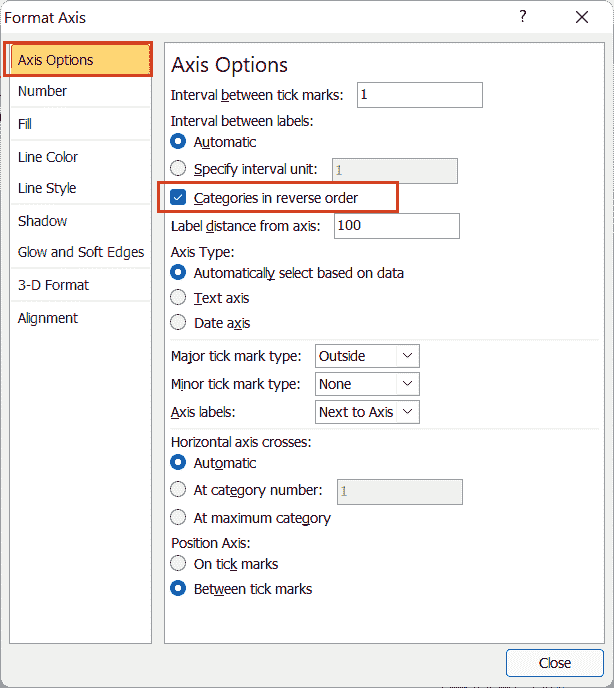 Format Axis
?
Axis Options
Number
Fill
Line Color
Line Style
Shadow
Glow and Soft Edges
3-D Format
Alignment
Axis Options
Interval between tick marks: 1
Interval between labels:
Automatic
Specify interval unit: 1
Categories in reverse order
Label distance from axis: 100
Axis Type:
Automatically select based on data
Text axis
Date axis
Major tick mark type: Outside
Minor tick mark type: None
Axis labels: Next to Axis
Horizontal axis crosses:
Automatic
At category number: 1
At maximum category
Position Axis:
On tick marks
Between tick marks
Close